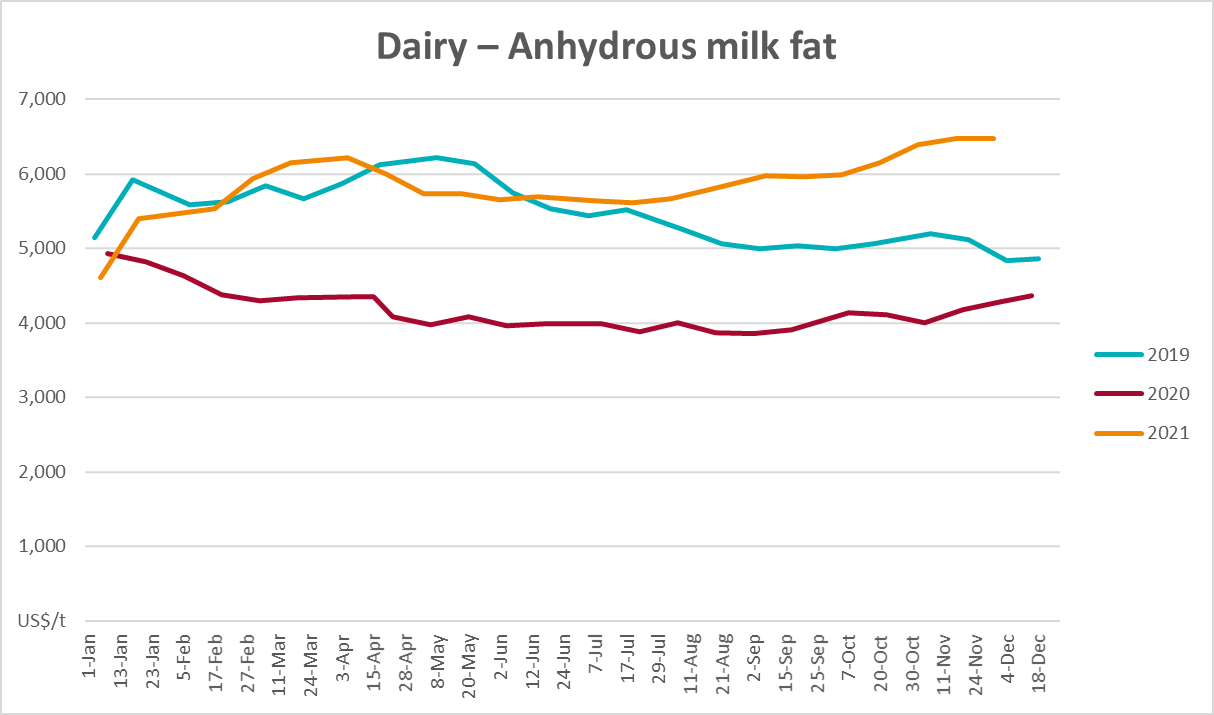 Dairy – Anhydrous milk fat
7,000
6,000
5,000
4,000
3,000
2,000
1,000
US$/t
1-Jan
13-Jan
23-Jan
5-Feb
17-Feb
27-Feb
11-Mar
24-Mar
3-Apr
15-Apr
28-Apr
8-May
20-May
2-Jun
12-Jun
24-Jun
7-Jul
17-Jul
29-Jul
11-Aug
21-Aug
2-Sep
15-Sep
25-Sep
7-Oct
20-Oct
30-Oct
11-Nov
24-Nov
4-Dec
18-Dec
2019
2020
2021